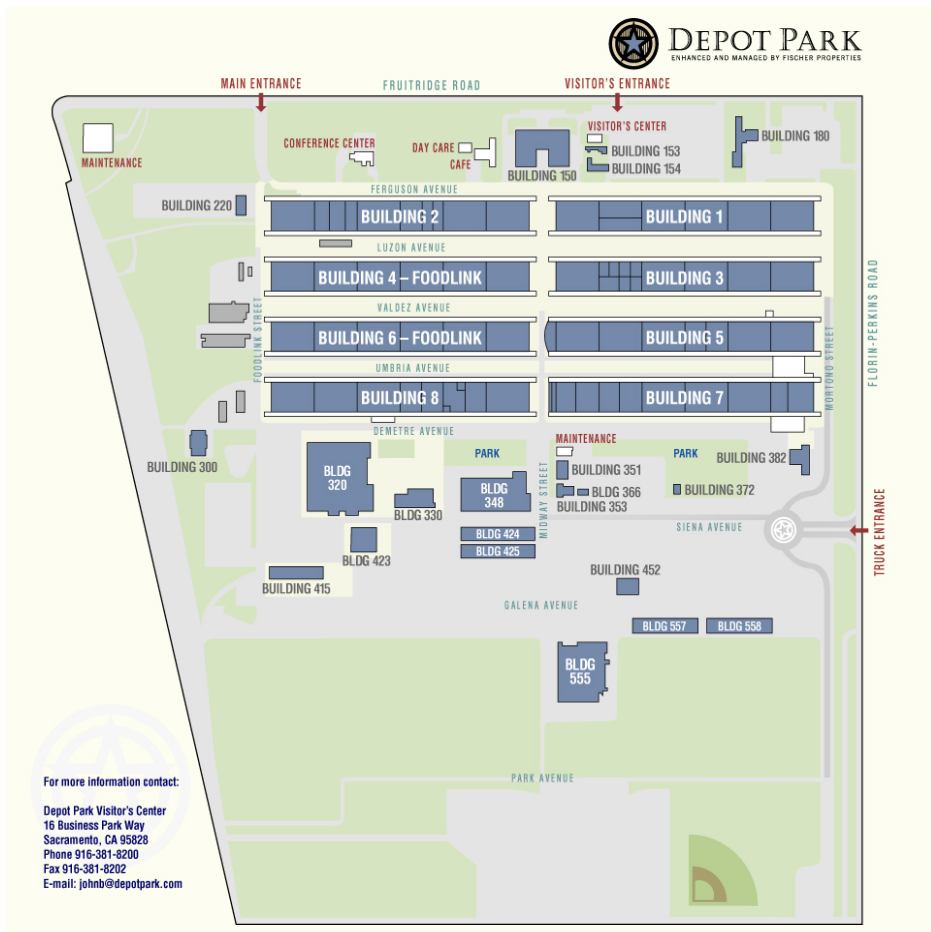 DEPOT PARK
ENHANCED AND MANAGED BY FISCHER PROPERTIES
MAIN ENTRANCE
FRUITRIDGE ROAD
VISITOR'S ENTRANCE
MAINTENANCE
CONFERENCE CENTER
DAY CARE
CAFE
BUILDING 150
VISITOR'S CENTER
BUILDING 153
BUILDING 154
BUILDING 180
FERGUSON AVENUE
BUILDING 220
BUILDING 2
BUILDING 1
LUZON AVENUE
BUILDING 4 – FOODLINK
BUILDING 3
FLORIN-PERKINS ROAD
VALDEZ AVENUE
FOODLINK STREET
BUILDING 6 – FOODLINK
BUILDING 5
MORTONO STREET
UMBRIA AVENUE
BUILDING 8
BUILDING 7
DEMETRE AVENUE
MAINTENANCE
BUILDING 300
BLDG
320
PARK
PARK
BUILDING 382
BUILDING 351
BLDG 330
BLDG
348
MIDWAY STREET
BLDG 366
BUILDING 353
BUILDING 372
SIENA AVENUE
TRUCK ENTRANCE
BLDG 423
BLDG 424
BLDG 425
BUILDING 415
BUILDING 452
GALENA AVENUE
BLDG 557
BLDG 558
BLDG
555
PARK AVENUE
For more information contact:
Depot Park Visitor's Center
16 Business Park Way
Sacramento, CA 95828
Phone 916-381-8200
Fax 916-381-8202
E-mail: johnb@depotpark.com